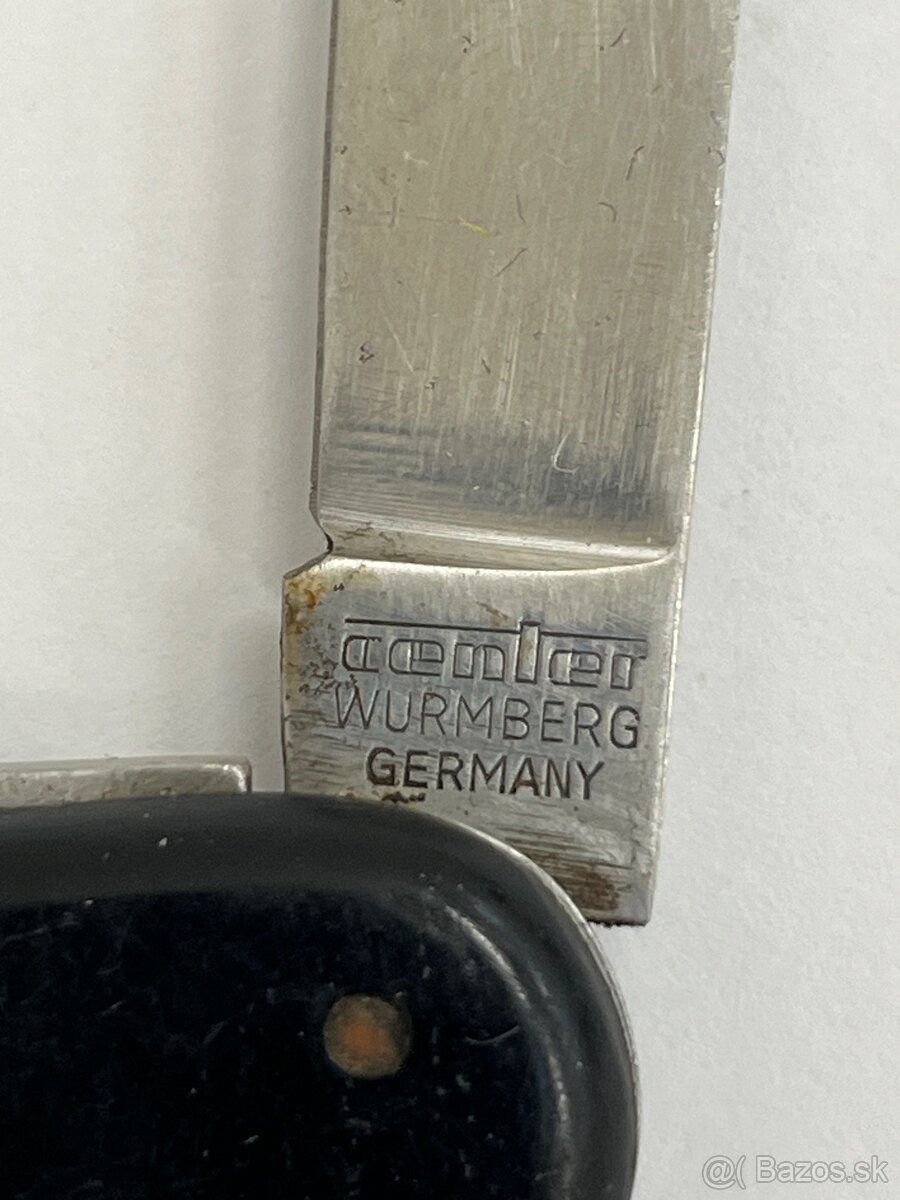 center
WURMBERG
GERMANY
@( Bazos.sk